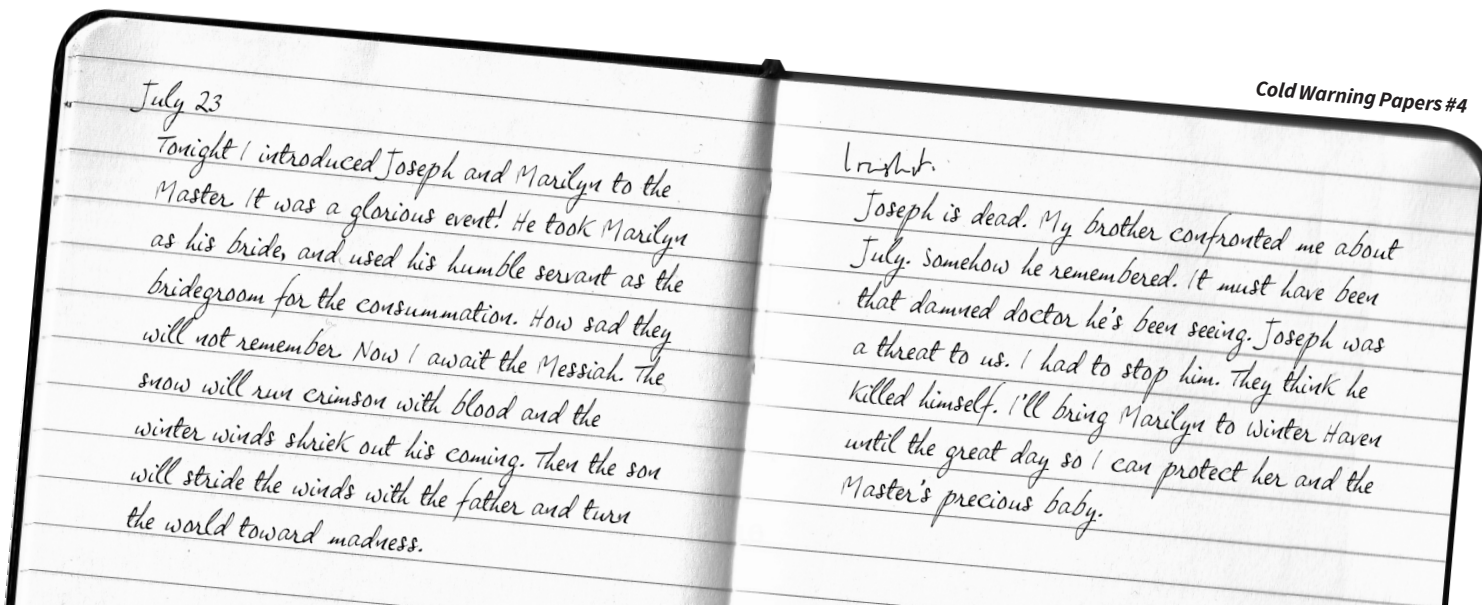 Cold Warning Papers #4
July 23
Tonight I introduced Joseph and Marilyn to the
Master. It was a glorious event! He took Marilyn
as his bride, and used his humble servant as the
bridegroom for the consummation. How sad they
will not remember. Now I await the Messiah. The
snow will run crimson with blood and the
winter winds shriek out his coming. Then the son
will stride the winds with the father and turn
the world toward madness.
Joseph is dead. My brother confronted me about
July. Somehow he remembered. It must have been
that damned doctor he's been seeing. Joseph was
a threat to us. I had to stop him. They think he
killed himself. I'll bring Marilyn to Winter Haven
until the great day so I can protect her and the
Master's precious baby.